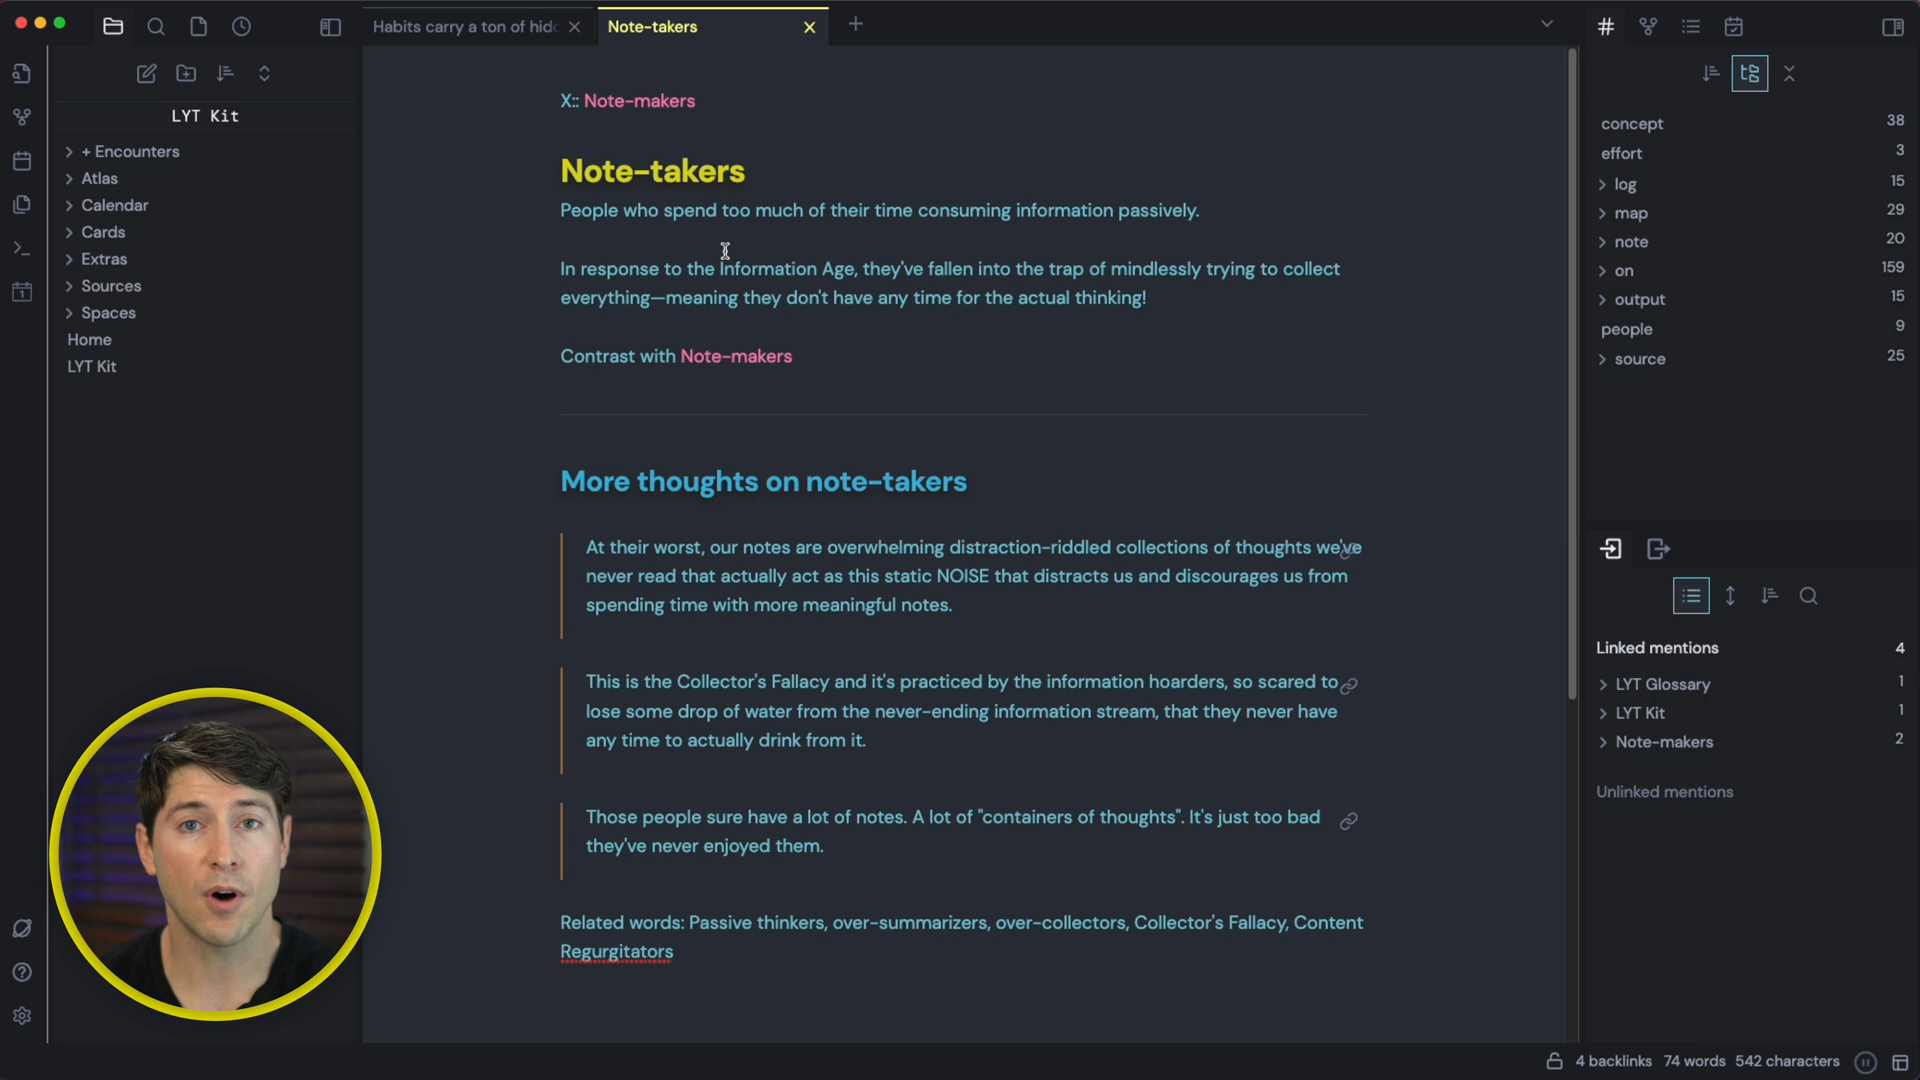 Habits carry a ton of hid
Note-takers
LYT Kit
+ Encounters
Atlas
Calendar
Cards
Extras
Sources
Spaces
Home
LYT Kit
X:: Note-makers
Note-takers
People who spend too much of their time consuming information passively.
In response to the Information Age, they've fallen into the trap of mindlessly trying to collect
everything—meaning they don't have any time for the actual thinking!
Contrast with Note-makers
More thoughts on note-takers
At their worst, our notes are overwhelming distraction-riddled collections of thoughts we've
never read that actually act as this static NOISE that distracts us and discourages us from
spending time with more meaningful notes.
This is the Collector's Fallacy and it's practiced by the information hoarders, so scared to
lose some drop of water from the never-ending information stream, that they never have
any time to actually drink from it.
Those people sure have a lot of notes. A lot of "containers of thoughts". It's just too bad
they've never enjoyed them.
Related words: Passive thinkers, over-summarizers, over-collectors, Collector's Fallacy, Content
Regurgitators
concept 38
effort 3
log 15
map 29
note 20
on 159
output 15
people 9
source 25
Linked mentions 4
LYT Glossary 1
LYT Kit 1
Note-makers 2
Unlinked mentions
4 backlinks 74 words 542 characters
1